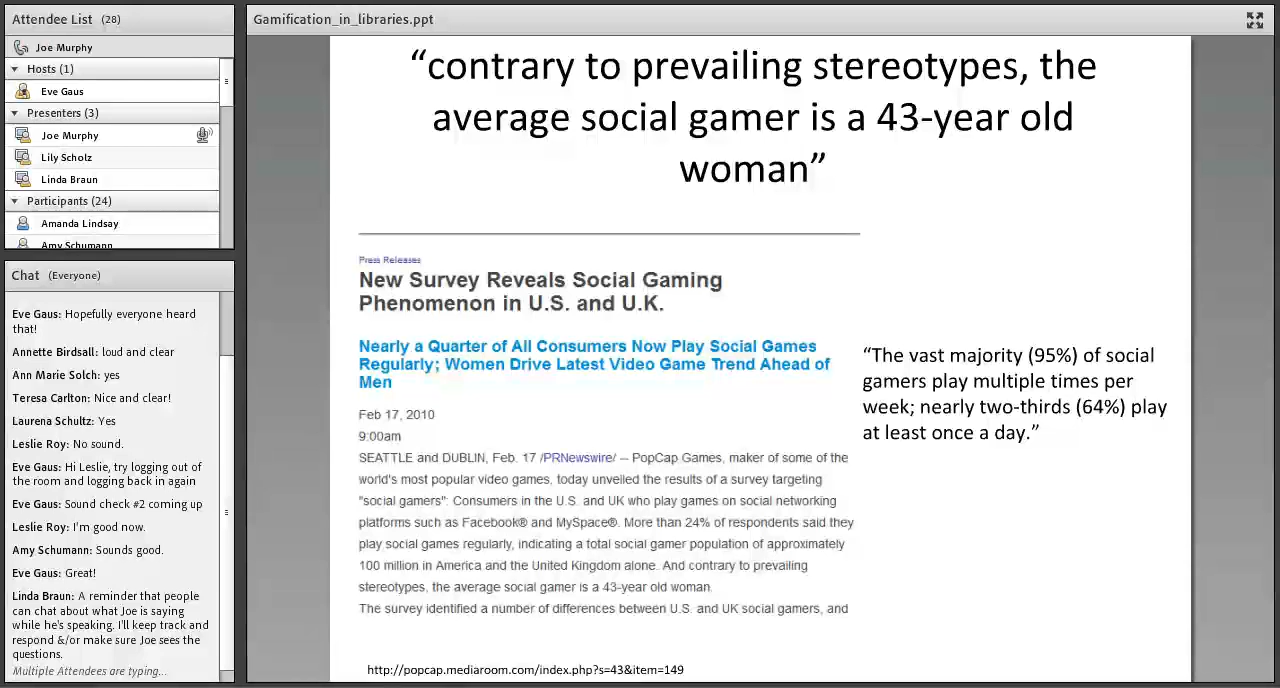 Attendee List (28)
Joe Murphy
Hosts (1)
Eve Gaus
Presenters (3)
Joe Murphy
Lily Scholz
Linda Braun
Participants (24)
Amanda Lindsay
Amy Schumann
Chat (Everyone)
Eve Gaus: Hopefully everyone heard
that!
Annette Birdsall: loud and clear
Ann Marie Solch: yes
Teresa Carlton: Nice and clear!
Laurena Schultz: Yes
Leslie Roy: No sound.
Eve Gaus: Hi Leslie, try logging out of
the room and logging back in again
Eve Gaus: Sound check #2 coming up
Leslie Roy: I'm good now.
Amy Schumann: Sounds good.
Eve Gaus: Great!
Linda Braun: A reminder that people
can chat about what Joe is saying
while he's speaking. I'll keep track and
respond &/or make sure Joe sees the
questions.
Multiple Attendees are typing...
Gamification_in_libraries.ppt
“contrary to prevailing stereotypes, the
average social gamer is a 43-year old
woman”
Press Releases
New Survey Reveals Social Gaming
Phenomenon in U.S. and U.K.
Nearly a Quarter of All Consumers Now Play Social Games
Regularly; Women Drive Latest Video Game Trend Ahead of
Men
Feb 17, 2010
9:00am
SEATTLE and DUBLIN, Feb. 17 /PRNewswire/ -- PopCap Games, maker of some of the
world's most popular video games, today unveiled the results of a survey targeting
"social gamers": Consumers in the U.S. and UK who play games on social networking
platforms such as Facebook® and MySpace®. More than 24% of respondents said they
play social games regularly, indicating a total social gamer population of approximately
100 million in America and the United Kingdom alone. And contrary to prevailing
stereotypes, the average social gamer is a 43-year old woman.
The survey identified a number of differences between U.S. and UK social gamers, and
“The vast majority (95%) of social
gamers play multiple times per
week; nearly two-thirds (64%) play
at least once a day.”
http://popcap.mediaroom.com/index.php?s=43&item=149